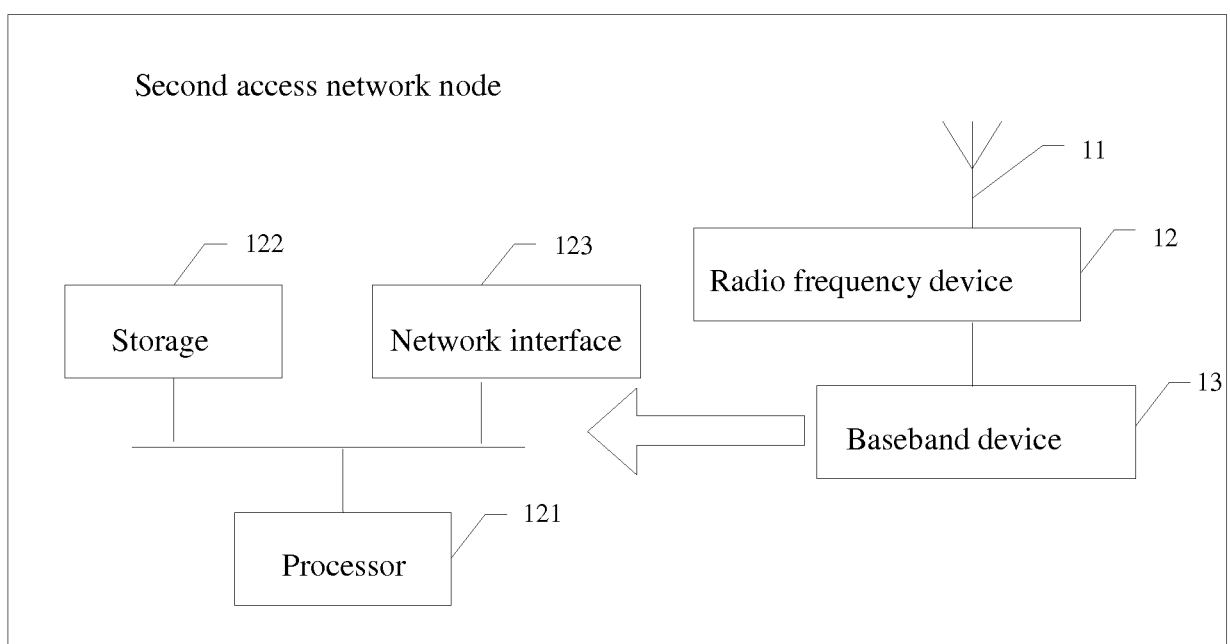 Second access network node
11
122
123
12
Radio frequency device
Storage
Network interface
13
Baseband device
121
Processor